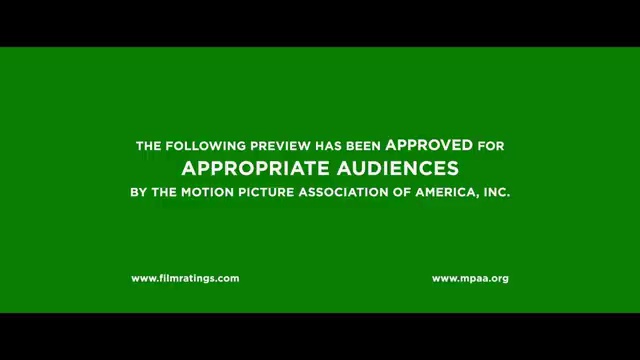 THE FOLLOWING PREVIEW HAS BEEN APPROVED FOR
APPROPRIATE AUDIENCES
BY THE MOTION PICTURE ASSOCIATION OF AMERICA, INC.
www.filmratings.com
www.mpaa.org